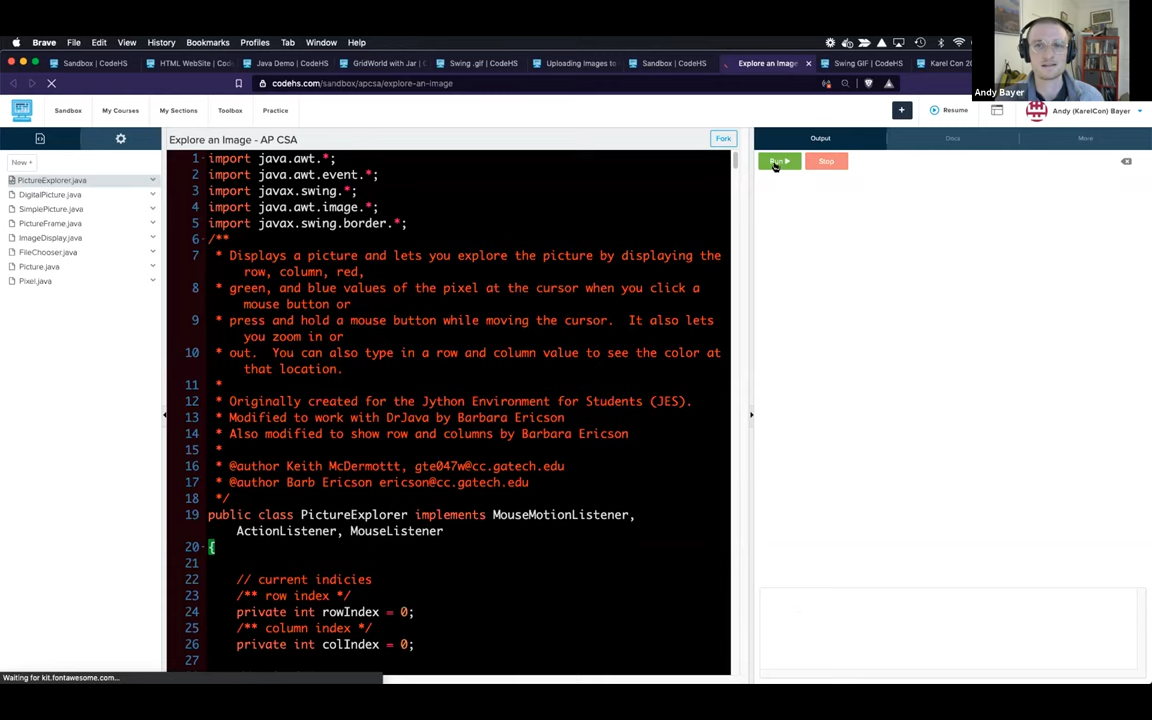 Brave File Edit View History Bookmarks Profiles Tab Window Help
Sandbox | CodeHS
HTML WebSite | Co
Java Demo | CodeHS
GridWorld with Jar | C
Swing .gif | CodeHS
Uploading Images to
Sandbox | CodeHS
Explore an Image
Swing GIF | CodeHS
Karel Con 20
Andy Bayer
codehs.com/sandbox/apcsa/explore-an-image
Sandbox My Courses My Sections Toolbox Practice
+ Resume Andy (KarelCon) Bayer
Explore an Image - AP CSA
Fork
Output Docs More
New +
Run Stop
PictureExplorer.java
DigitalPicture.java
SimplePicture.java
PictureFrame.java
ImageDisplay.java
FileChooser.java
Picture.java
Pixel.java
1 import java.awt.*;
2 import java.awt.event.*;
3 import javax.swing.*;
4 import java.awt.image.*;
5 import javax.swing.border.*;
6 /**
7 * Displays a picture and lets you explore the picture by displaying the
row, column, red,
8 * green, and blue values of the pixel at the cursor when you click a
mouse button or
9 * press and hold a mouse button while moving the cursor. It also lets
you zoom in or
10 * out. You can also type in a row and column value to see the color at
that location.
11 *
12 * Originally created for the Jython Environment for Students (JES).
13 * Modified to work with DrJava by Barbara Ericson
14 * Also modified to show row and columns by Barbara Ericson
15 *
16 * @author Keith McDermottt, gte047w@cc.gatech.edu
17 * @author Barb Ericson ericson@cc.gatech.edu
18 */
19 public class PictureExplorer implements MouseMotionListener,
ActionListener, MouseListener
20 {
21
22 // current indicies
23 /** row index */
24 private int rowIndex = 0;
25 /** column index */
26 private int colIndex = 0;
27
Waiting for kit.fontawesome.com...